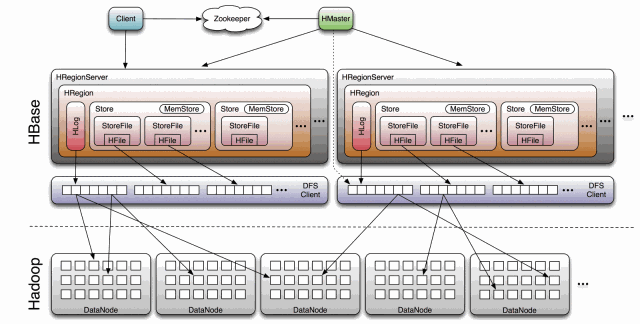 Client
Zookeeper
HMaster
HBase
HRegionServer
HRegion
HLog
Store
MemStore
StoreFile
HFile
StoreFile
HFile
...
Store
MemStore
StoreFile
HFile
...
...
DFS
Client
...
HRegionServer
HRegion
HLog
Store
MemStore
StoreFile
HFile
StoreFile
HFile
...
Store
MemStore
StoreFile
HFile
...
...
...
DFS
Client
...
Hadoop
DataNode
DataNode
DataNode
DataNode
DataNode
...